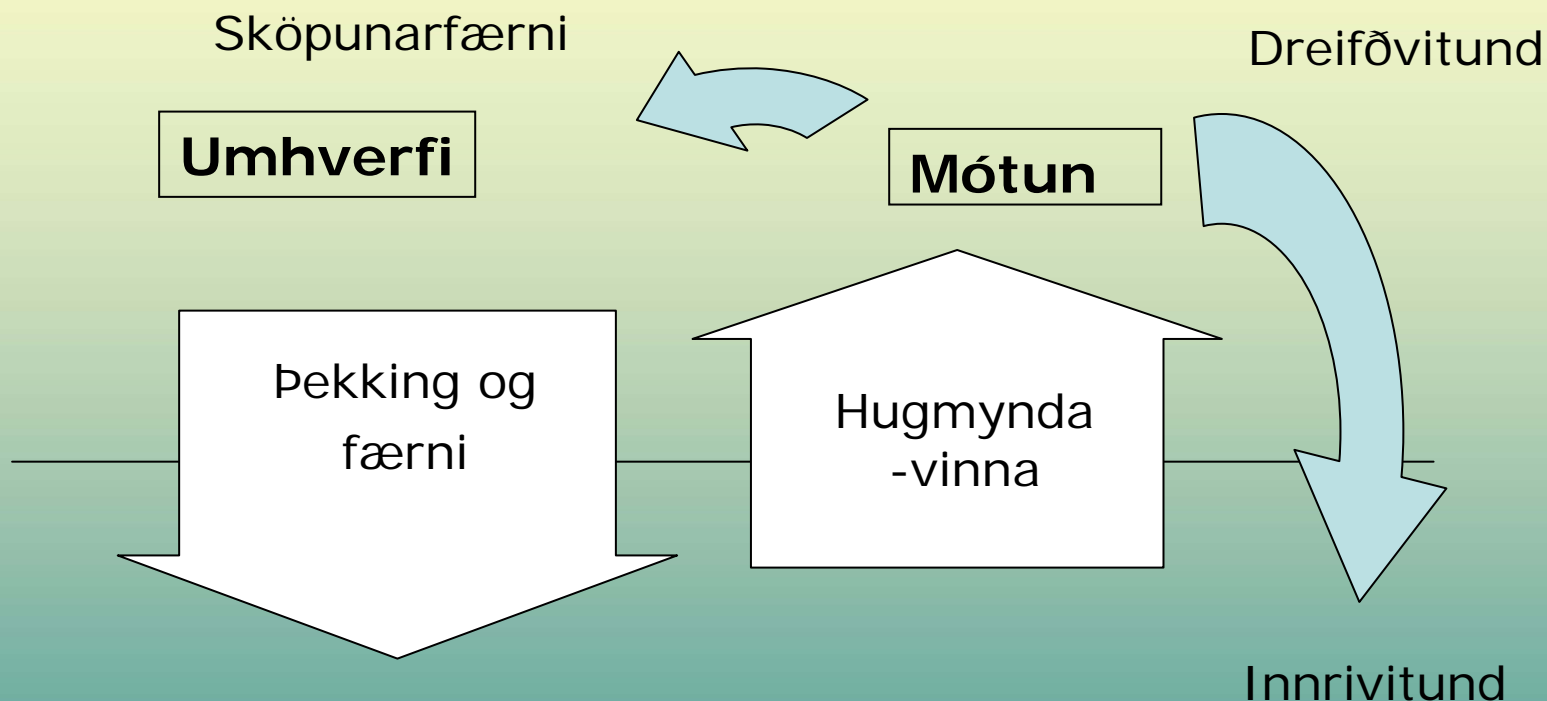 Sköpunarfærni
Dreifðvitund
Umhverfi
Mótun
Þekking og
færni
Hugmynda
-vinna
Innrivitund